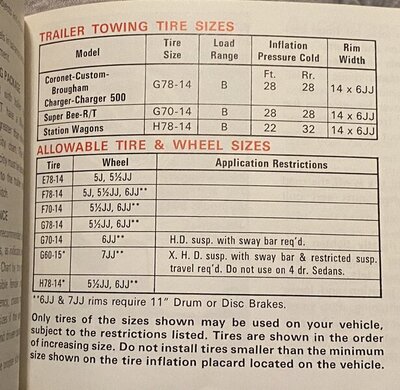 TRAILER TOWING TIRE SIZES
Model Tire Size Load Range Inflation Pressure Cold Rim Width
Ft. Rr.
Coronet-Custom-Brougham
Charger-Charger 500 G78-14 B 28 28 14 x 6JJ
Super Bee-R/T G70-14 B 28 28 14 x 6JJ
Station Wagons H78-14 B 22 32 14 x 6JJ
ALLOWABLE TIRE & WHEEL SIZES
Tire Wheel Application Restrictions
E78-14 5J, 5½JJ
F78-14 5J, 5½JJ, 6JJ**
F70-14 5½JJ, 6JJ**
G78-14 5½JJ, 6JJ**
G70-14 6JJ** H.D. susp. with sway bar req'd.
G60-15* 7JJ** X. H. D. susp. with sway bar & restricted susp. travel req'd. Do not use on 4 dr. Sedans.
H78-14* 5½JJ, 6JJ**
**6JJ & 7JJ rims require 11" Drum or Disc Brakes.
Only tires of the sizes shown may be used on your vehicle,
subject to the restrictions listed. Tires are shown in the order
of increasing size. Do not install tires smaller than the minimum
size shown on the tire inflation placard located on the vehicle.